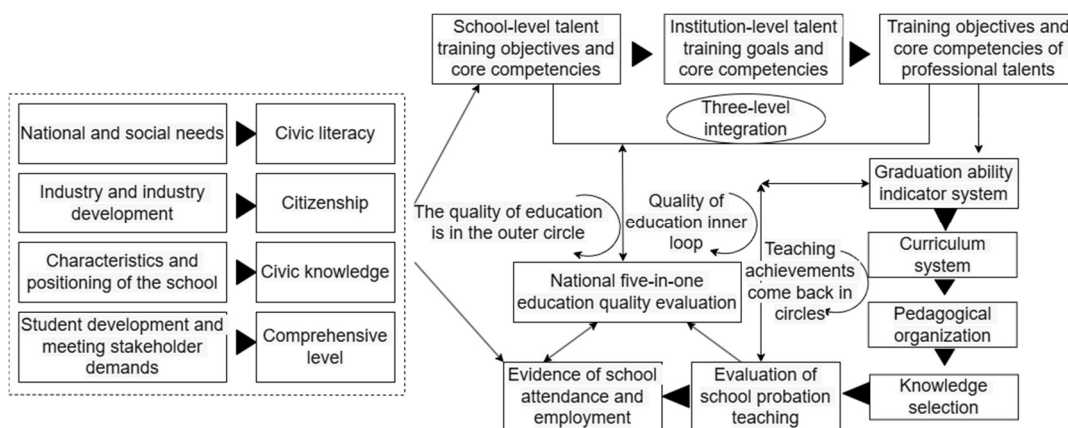 School-level talent
training objectives and
core competencies
Institution-level talent
training goals and
core competencies
Training objectives and
core competencies of
professional talents
Three-level
integration
National and social needs
Civic literacy
Industry and industry
development
Citizenship
Characteristics and
positioning of the school
Civic knowledge
Student development and
meeting stakeholder
demands
Comprehensive
level
The quality of education
is in the outer circle
Quality of
education inner
loop
Teaching
achievements
come back in
circles
Graduation ability
indicator system
Curriculum
system
Pedagogical
organization
Knowledge
selection
National five-in-one
education quality evaluation
Evidence of school
attendance and
employment
Evaluation of
school probation
teaching